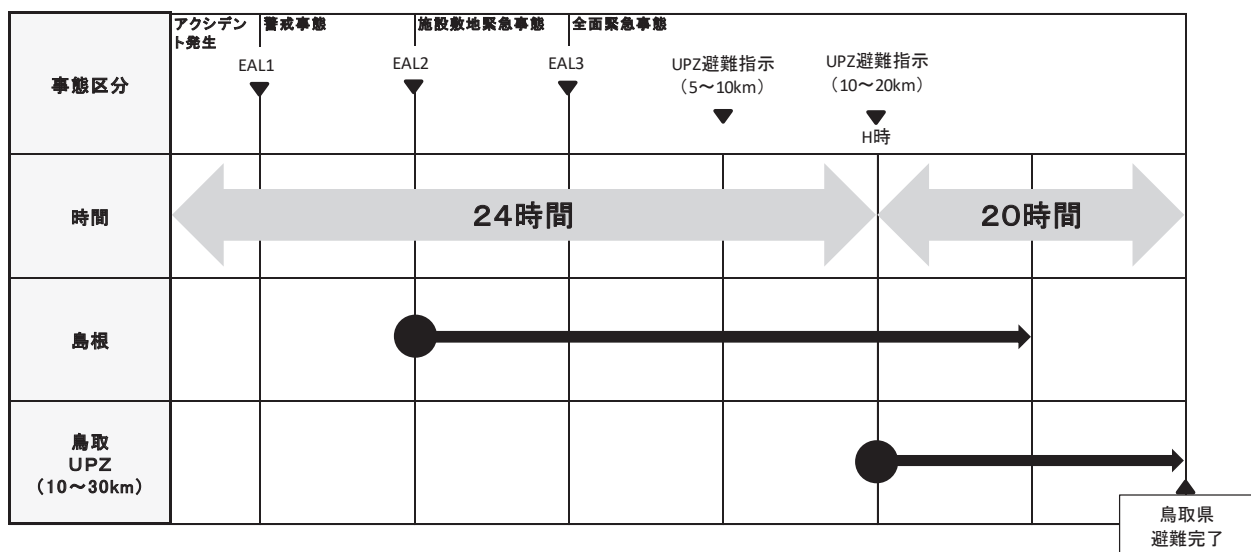 事態区分
アクシデン
ト発生
警戒事態
施設敷地緊急事態
全面緊急事態
EAL1
EAL2
EAL3
UPZ避難指示
(5～10km)
UPZ避難指示
(10～20km)
H時
時間
24時間
20時間
島根
鳥取
UPZ
(10～30km)
鳥取県
避難完了